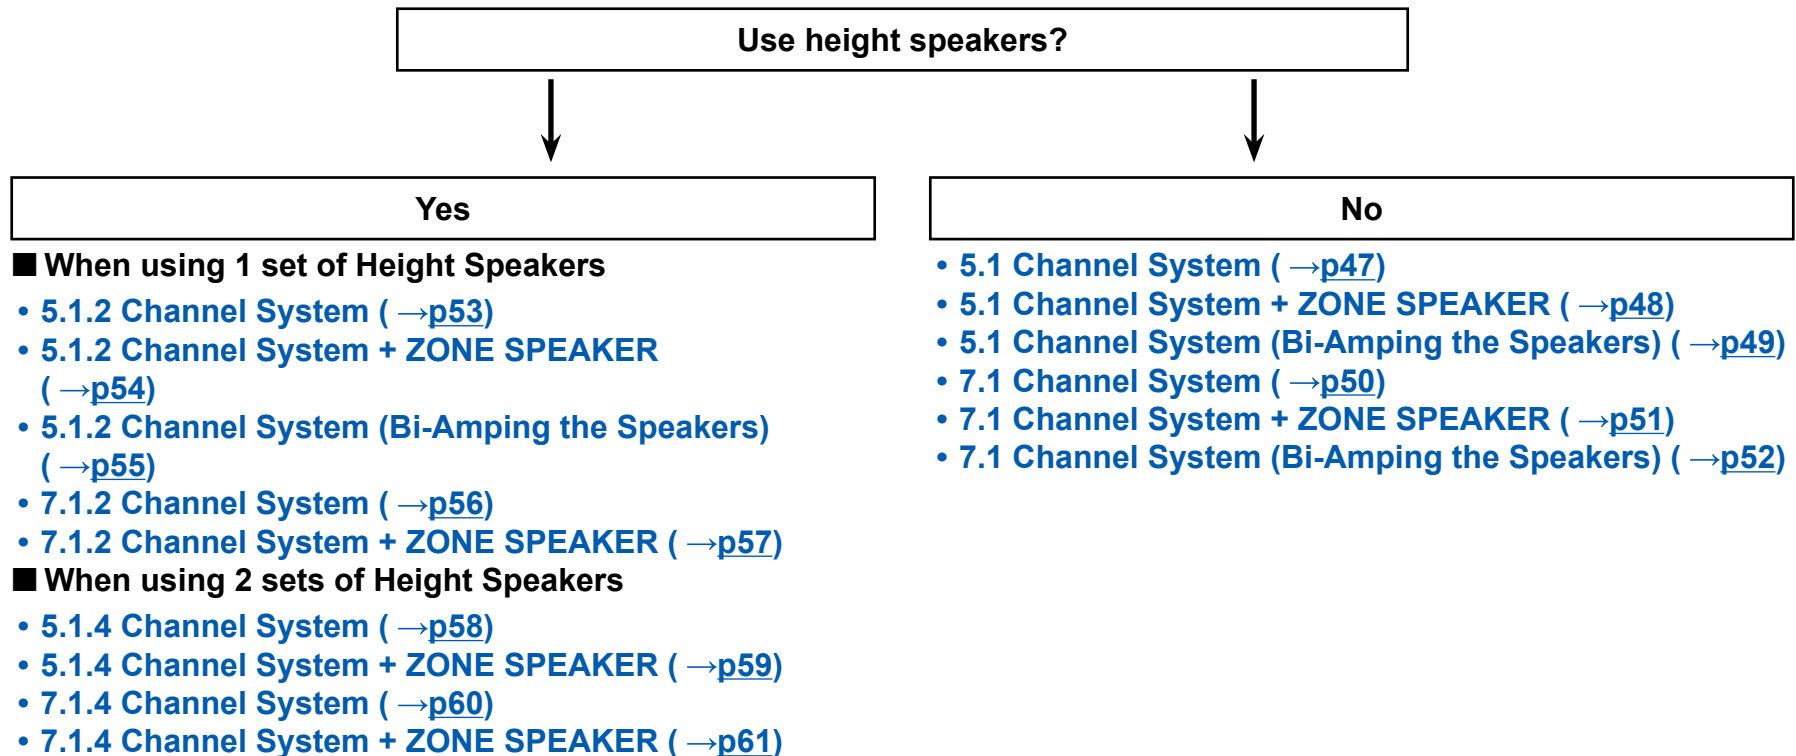 Use height speakers?
Yes
■ When using 1 set of Height Speakers
• 5.1.2 Channel System ( →p53)
• 5.1.2 Channel System + ZONE SPEAKER
( →p54)
• 5.1.2 Channel System (Bi-Amping the Speakers)
( →p55)
• 7.1.2 Channel System ( →p56)
• 7.1.2 Channel System + ZONE SPEAKER ( →p57)
■ When using 2 sets of Height Speakers
• 5.1.4 Channel System ( →p58)
• 5.1.4 Channel System + ZONE SPEAKER ( →p59)
• 7.1.4 Channel System ( →p60)
• 7.1.4 Channel System + ZONE SPEAKER ( →p61)
No
• 5.1 Channel System ( →p47)
• 5.1 Channel System + ZONE SPEAKER ( →p48)
• 5.1 Channel System (Bi-Amping the Speakers) ( →p49)
• 7.1 Channel System ( →p50)
• 7.1 Channel System + ZONE SPEAKER ( →p51)
• 7.1 Channel System (Bi-Amping the Speakers) ( →p52)